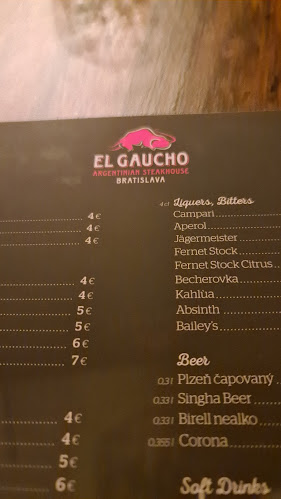 EL GAUCHO
ARGENTINIAN STEAKHOUSE
BRATISLAVA
4€
4€
4€
4€
4€
5€
5€
6€
7€
4€
4€
5€
6€
4cl Liquers, Bitters
Campari
Aperol
Jägermeister
Fernet Stock
Fernet Stock Citrus
Becherovka
Kahlùa
Absinth
Bailey's
Beer
0,3l Plzeň čapovaný
0,33l Singha Beer
0,33l Birell nealko
0,355l Corona
Soft Drinks